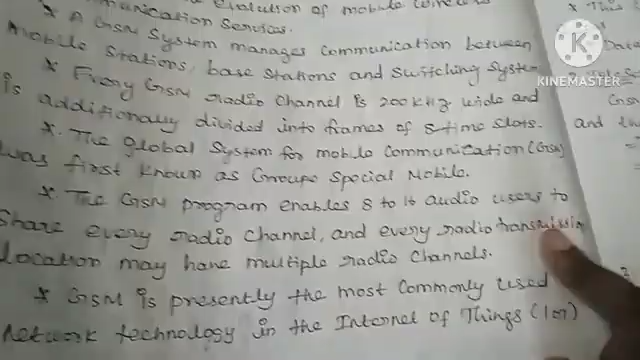 munication Services.
* A GSM System manages Communication between
mobile Stations, base Stations and Switching System
* Every GSM radio Channel is 200 KHz wide and
is additionally divided into frames of 8 time Slots.
*. The global System for mobile Communication (GSM)
was first known as Groupe Special Mobile.
*. The GSM program enables 8 to 16 audio users to
Share every radio Channel, and every radio transmission
Location may have multiple radio Channels.
* GSM is presently the most Commonly used
network technology in the Internet of Things (IoT)
* This
KINEMASTER
and